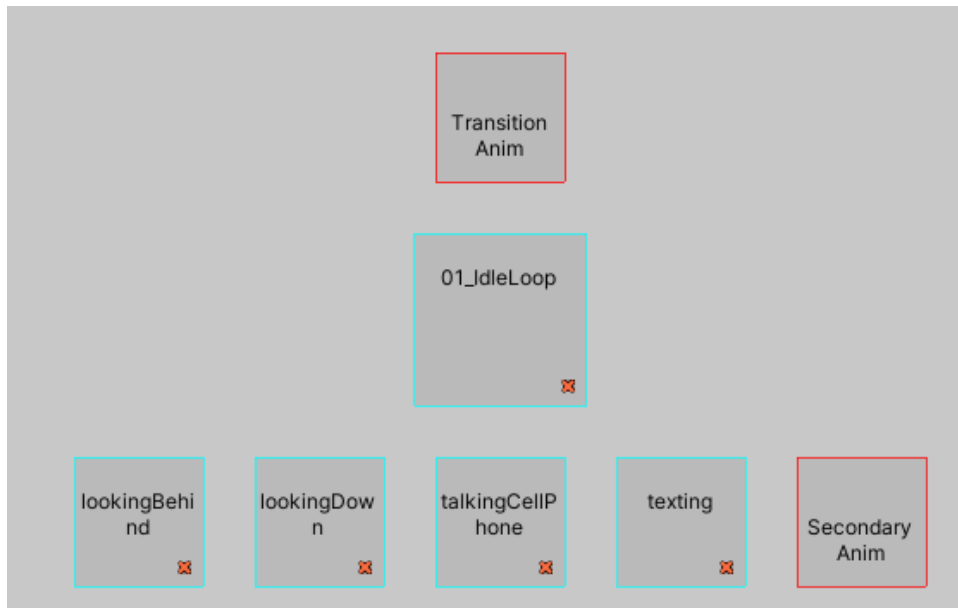 Transition
Anim
01_IdleLoop
lookingBehi
nd
lookingDow
n
talkingCellP
hone
texting
Secondary
Anim